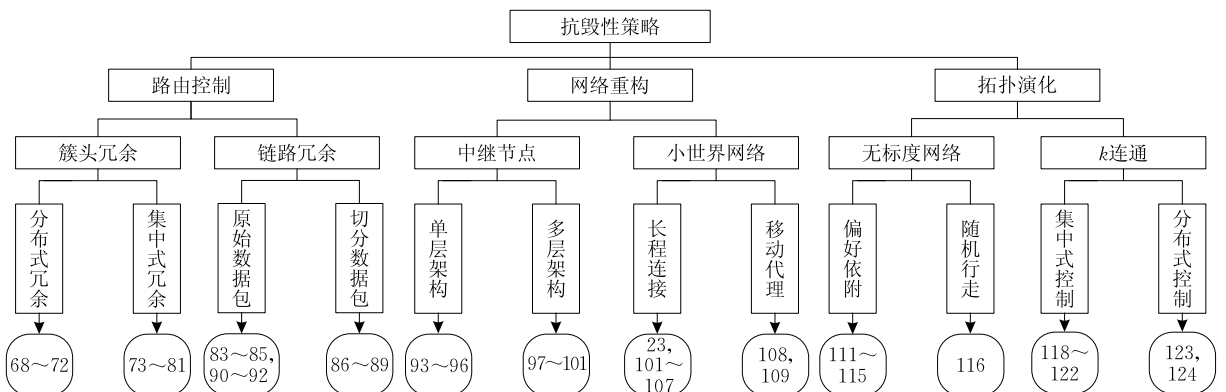 抗毁性策略
路由控制
网络重构
拓扑演化
簇头冗余
链路冗余
中继节点
小世界网络
无标度网络
k连通
分布式冗余
集中式冗余
原始数据包
切分数据包
单层架构
多层架构
长程连接
移动代理
偏好依附
随机行走
集中式控制
分布式控制
68～72
73～81
83～85,
90～92
86～89
93～96
97～101
23,
101～
107
108,
109
111～
115
116
118～
122
123,
124